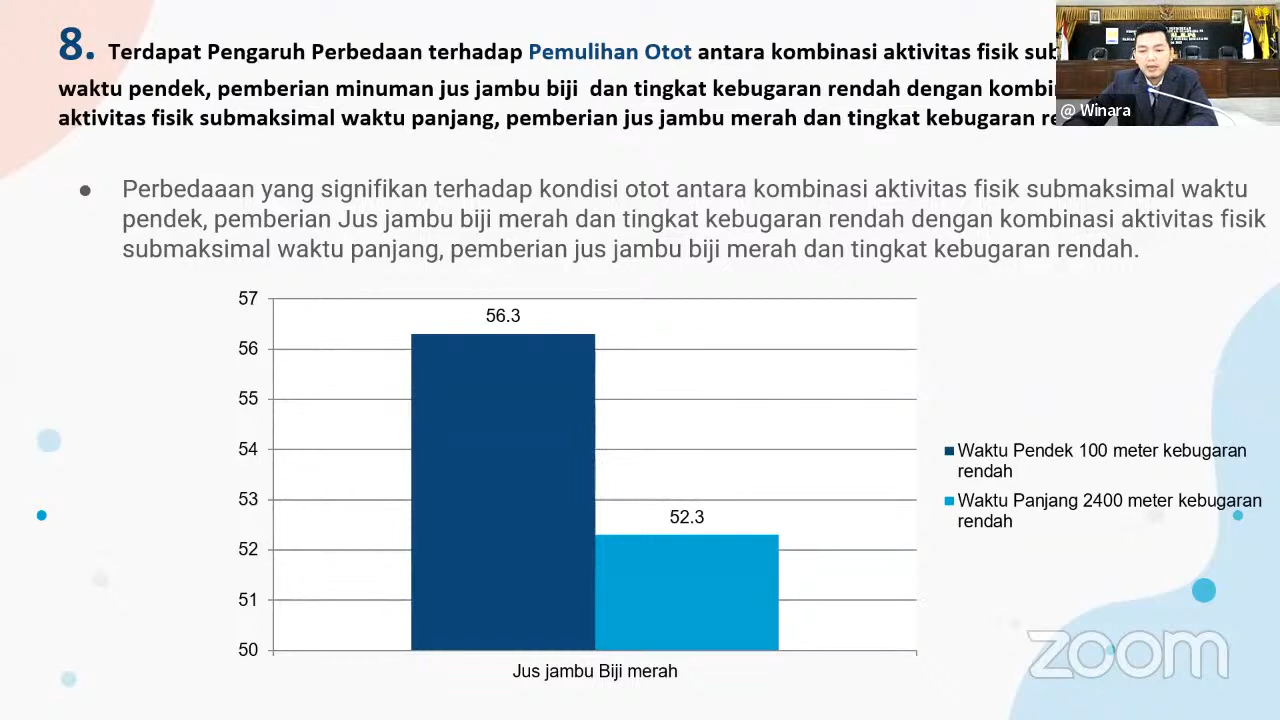 8. Terdapat Pengaruh Perbedaan terhadap Pemulihan Otot antara kombinasi aktivitas fisik
waktu pendek, pemberian minuman jus jambu biji dan tingkat kebugaran rendah dengan
aktivitas fisik submaksimal waktu panjang, pemberian jus jambu merah dan tingkat kebugaran
@ Winara
● Perbedaaan yang signifikan terhadap kondisi otot antara kombinasi aktivitas fisik submaksimal waktu
pendek, pemberian Jus jambu biji merah dan tingkat kebugaran rendah dengan kombinasi aktivitas fisik
submaksimal waktu panjang, pemberian jus jambu biji merah dan tingkat kebugaran rendah.
57
56
55
54
53
52
51
50
56.3
52.3
Jus jambu Biji merah
Waktu Pendek 100 meter kebugaran
rendah
Waktu Panjang 2400 meter kebugaran
rendah
zoom